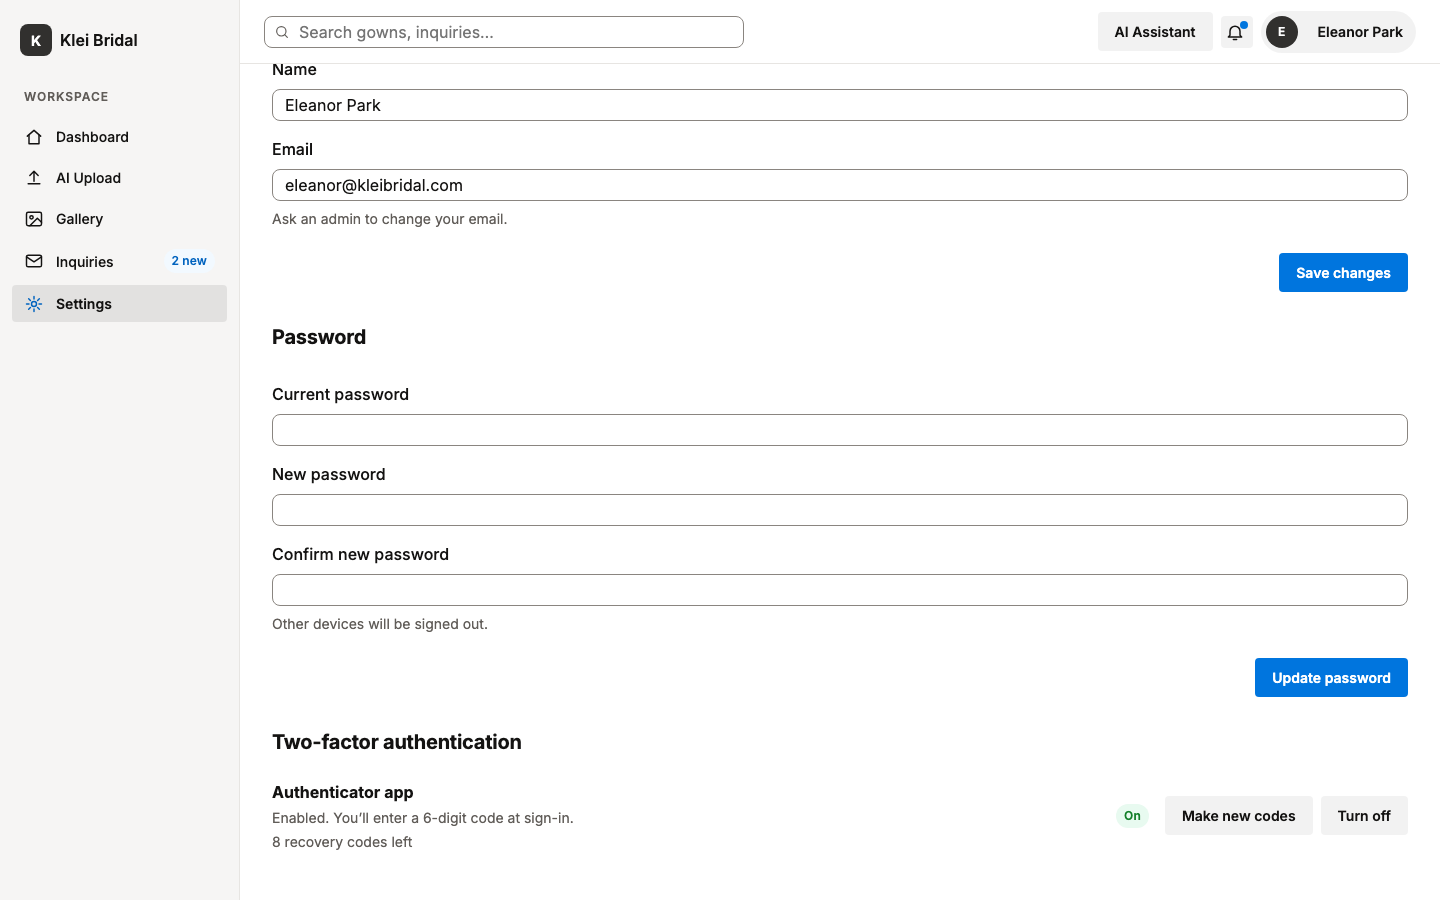 K Klei Bridal
WORKSPACE
Dashboard
AI Upload
Gallery
Inquiries 2 new
Settings
Search gowns, inquiries...
AI Assistant
E Eleanor Park
Name
Eleanor Park
Email
eleanor@kleibridal.com
Ask an admin to change your email.
Save changes
Password
Current password
New password
Confirm new password
Other devices will be signed out.
Update password
Two-factor authentication
Authenticator app
Enabled. You’ll enter a 6-digit code at sign-in.
8 recovery codes left
On Make new codes Turn off